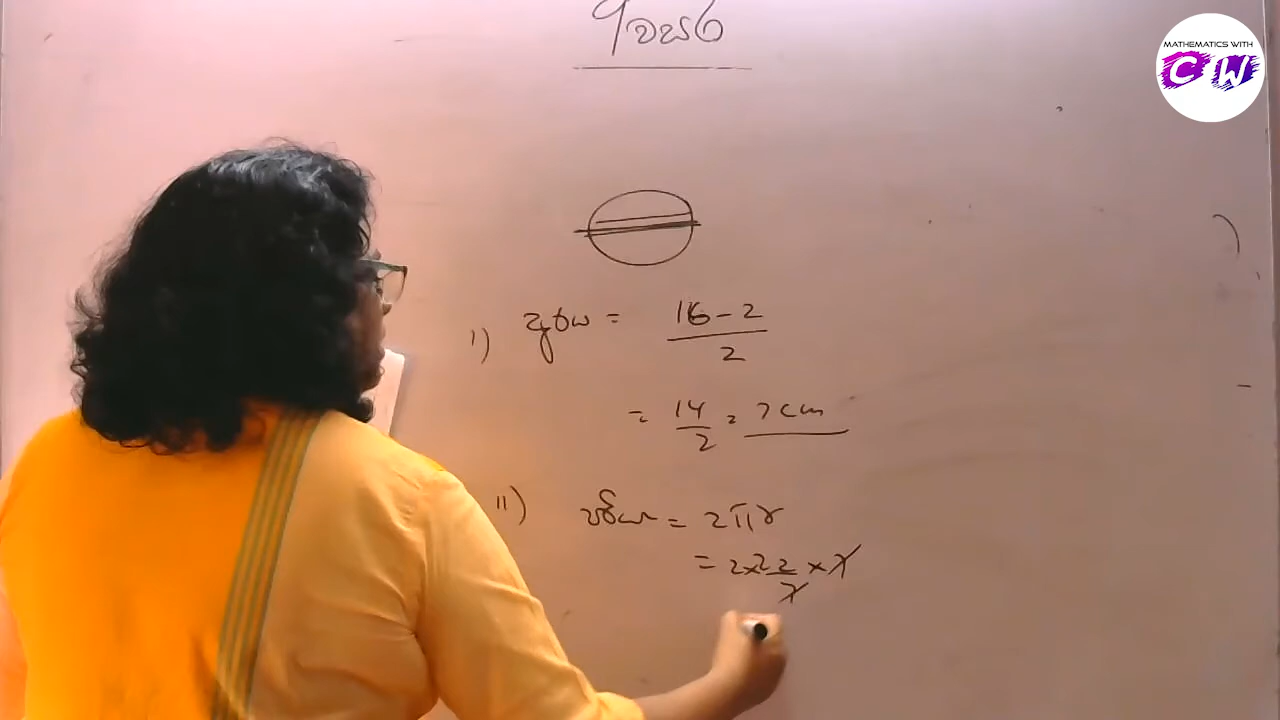 MATHEMATICS WITH
CW
i) අරය = 16-2
2
= 14 = 7cm
2
ii) පරිධිය = 2πr
= 2×22×7
7